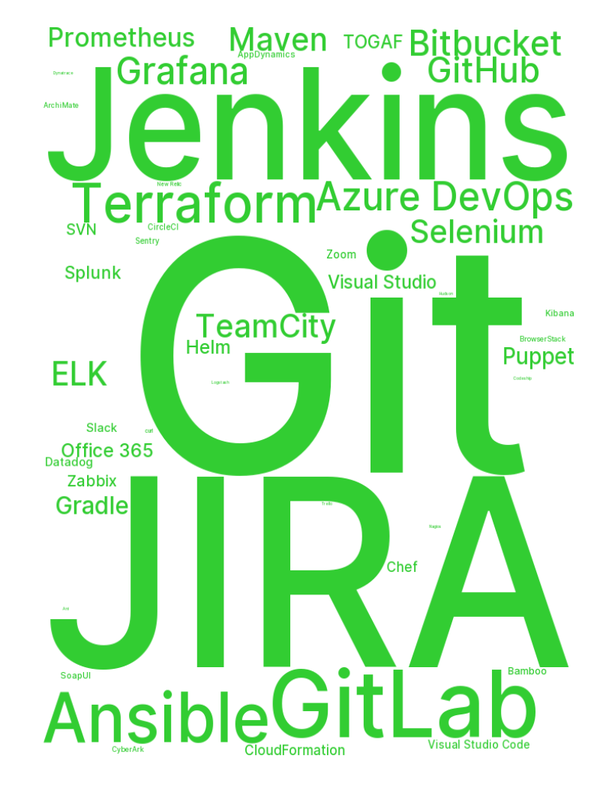 Prometheus
Maven
TOGAF
Bitbucket
AppDynamics
Grafana
GitHub
Jenkins
ArchiMate
New Relic
Terraform
Azure DevOps
SVN
CircleCI
Selenium
Sentry
Zoom
Splunk
Visual Studio
Git
Kibana
TeamCity
BrowserStack
Helm
Puppet
ELK
Slack
Office 365
Datadog
Zabbix
Gradle
JIRA
Chef
SoapUI
Bamboo
Ansible
GitLab
CyberArk
CloudFormation
Visual Studio Code